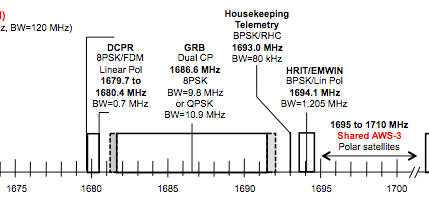 )
z, BW=120 MHz)
DCPR
8PSK/FDM
Linear Pol
1679.7 to
1680.4 MHz
BW=0.7 MHz
GRB
Dual CP
1686.6 MHz
8PSK
BW=9.8 MHz
or QPSK
BW=10.9 MHz
Housekeeping
Telemetry
BPSK/RHC
1693.0 MHz
BW=80 kHz
HRIT/EMWIN
BPSK/Lin Pol
1694.1 MHz
BW=1.205 MHz
1695 to 1710 MHz
Shared AWS-3
Polar satellites
1675 1680 1685 1690 1695 1700